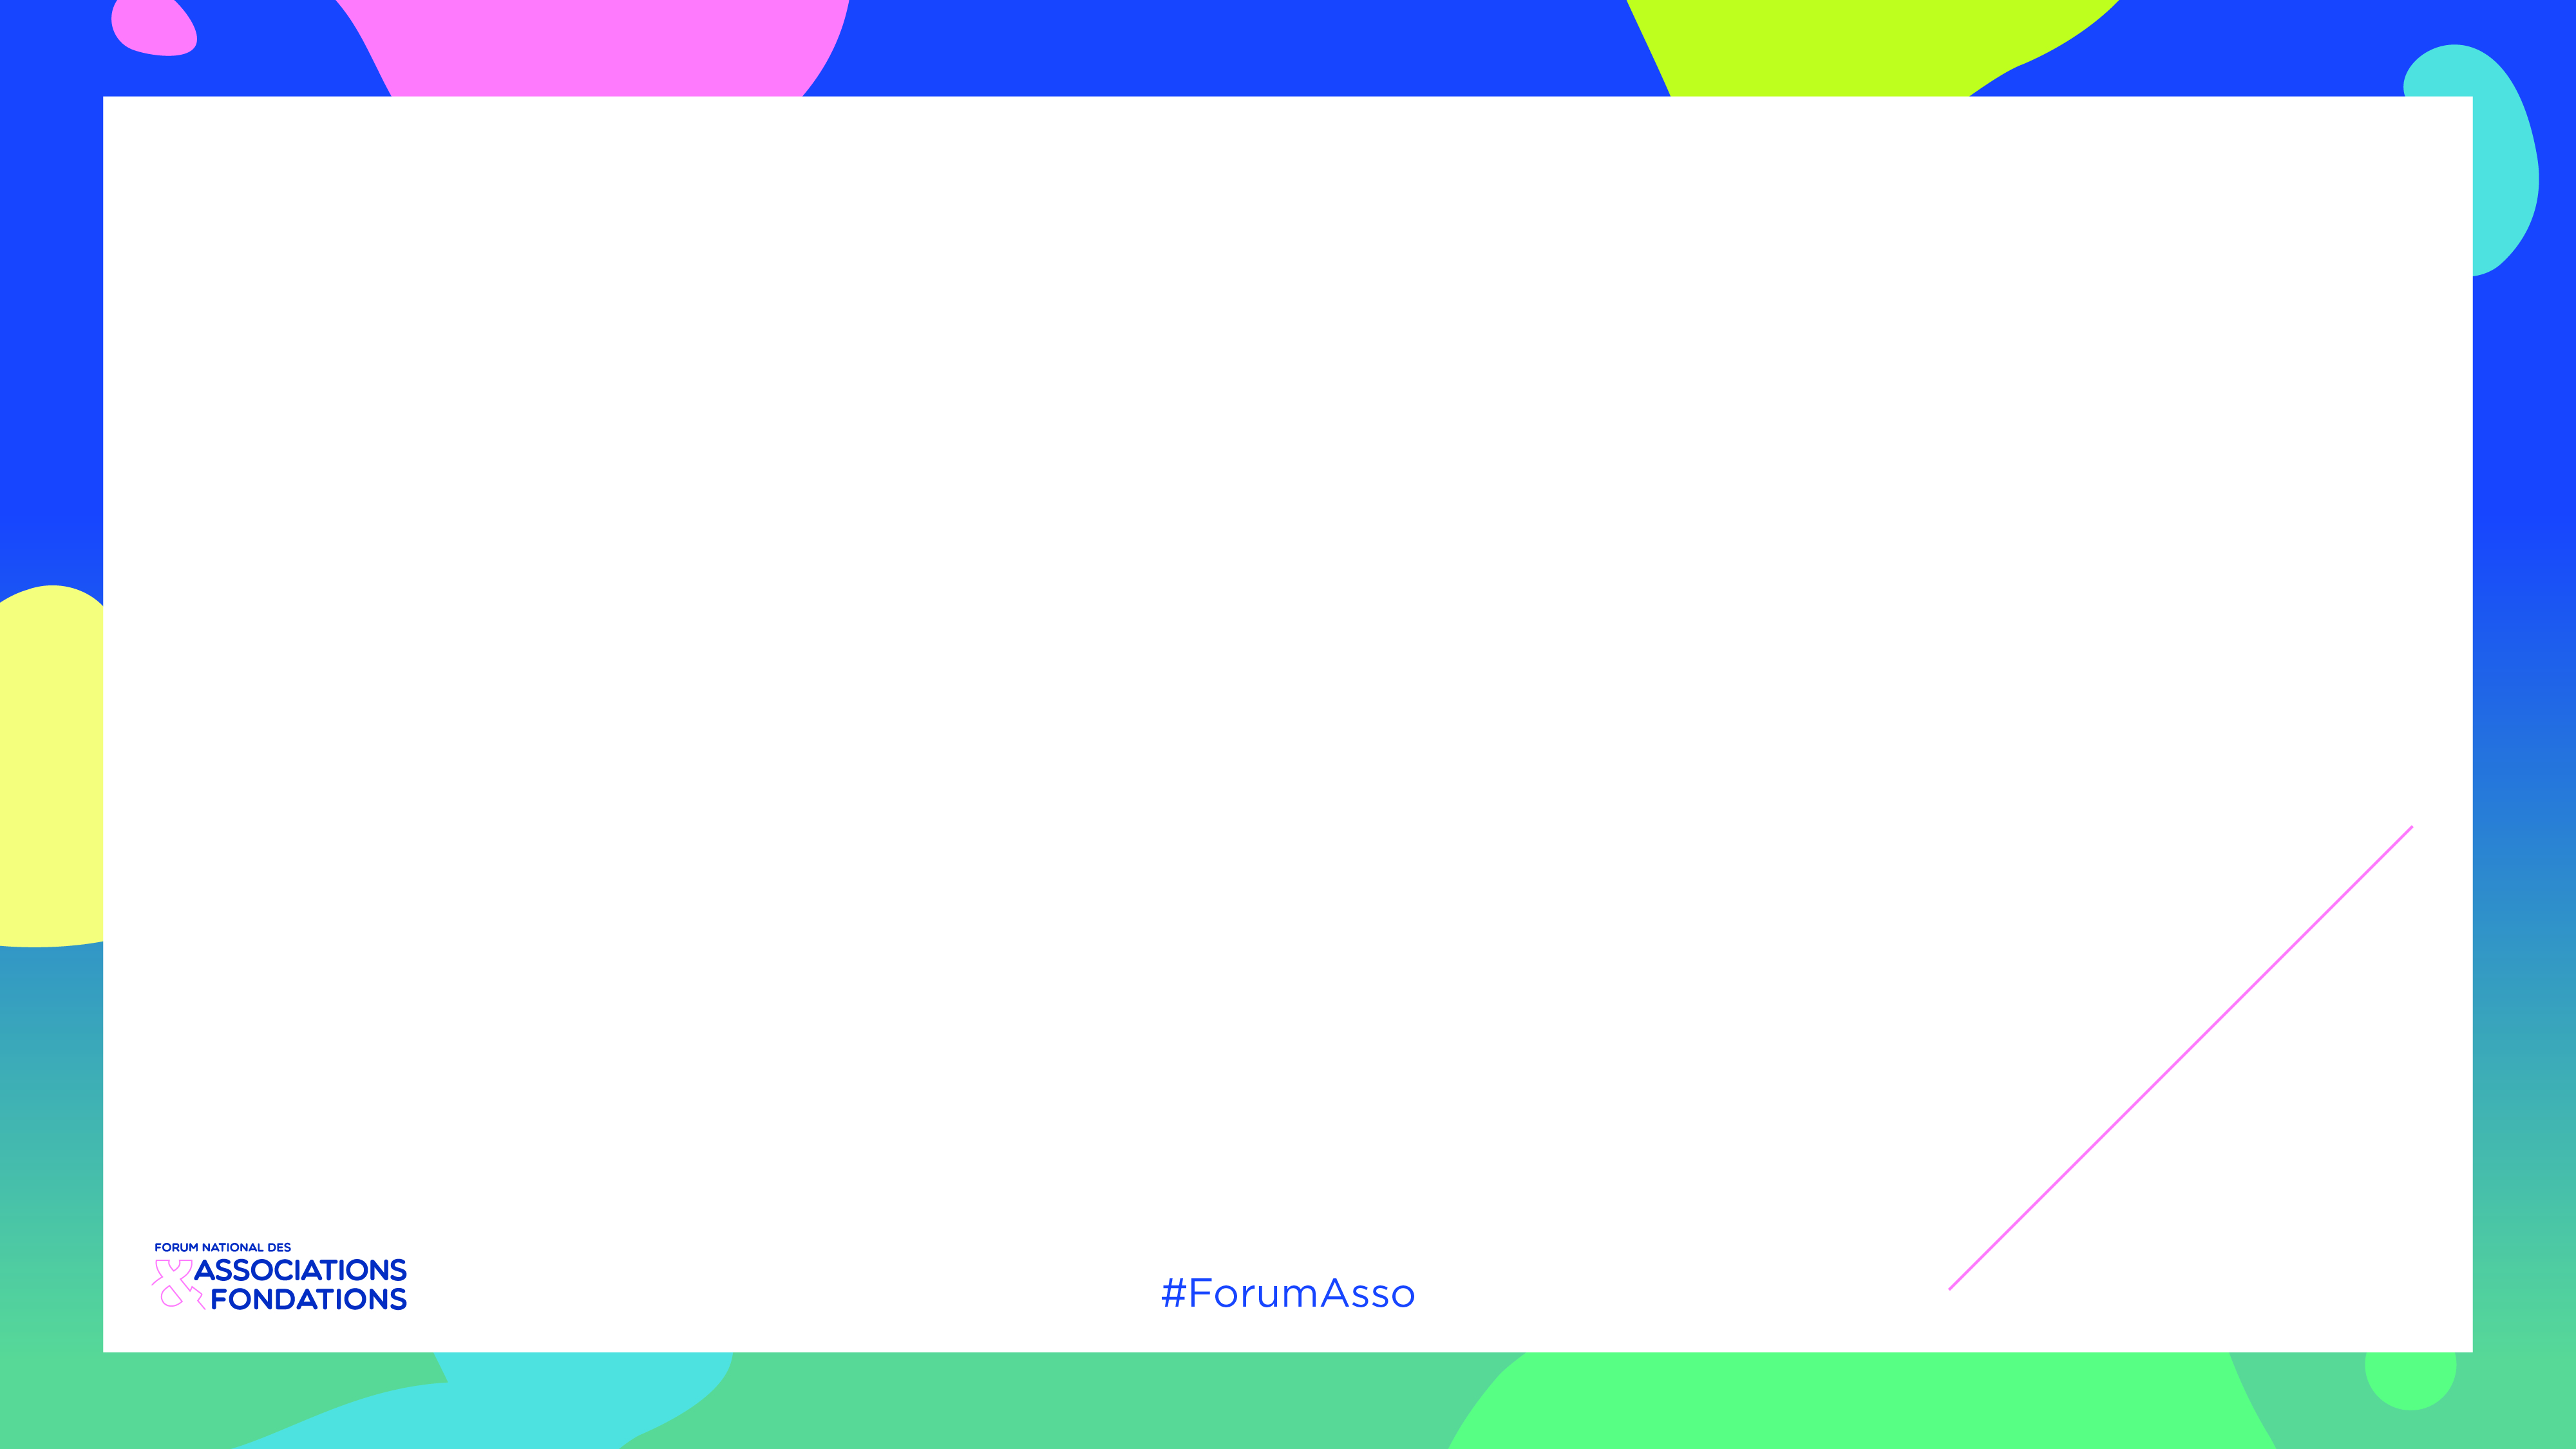 FORUM NATIONAL DES
& ASSOCIATIONS
FONDATIONS
#ForumAsso